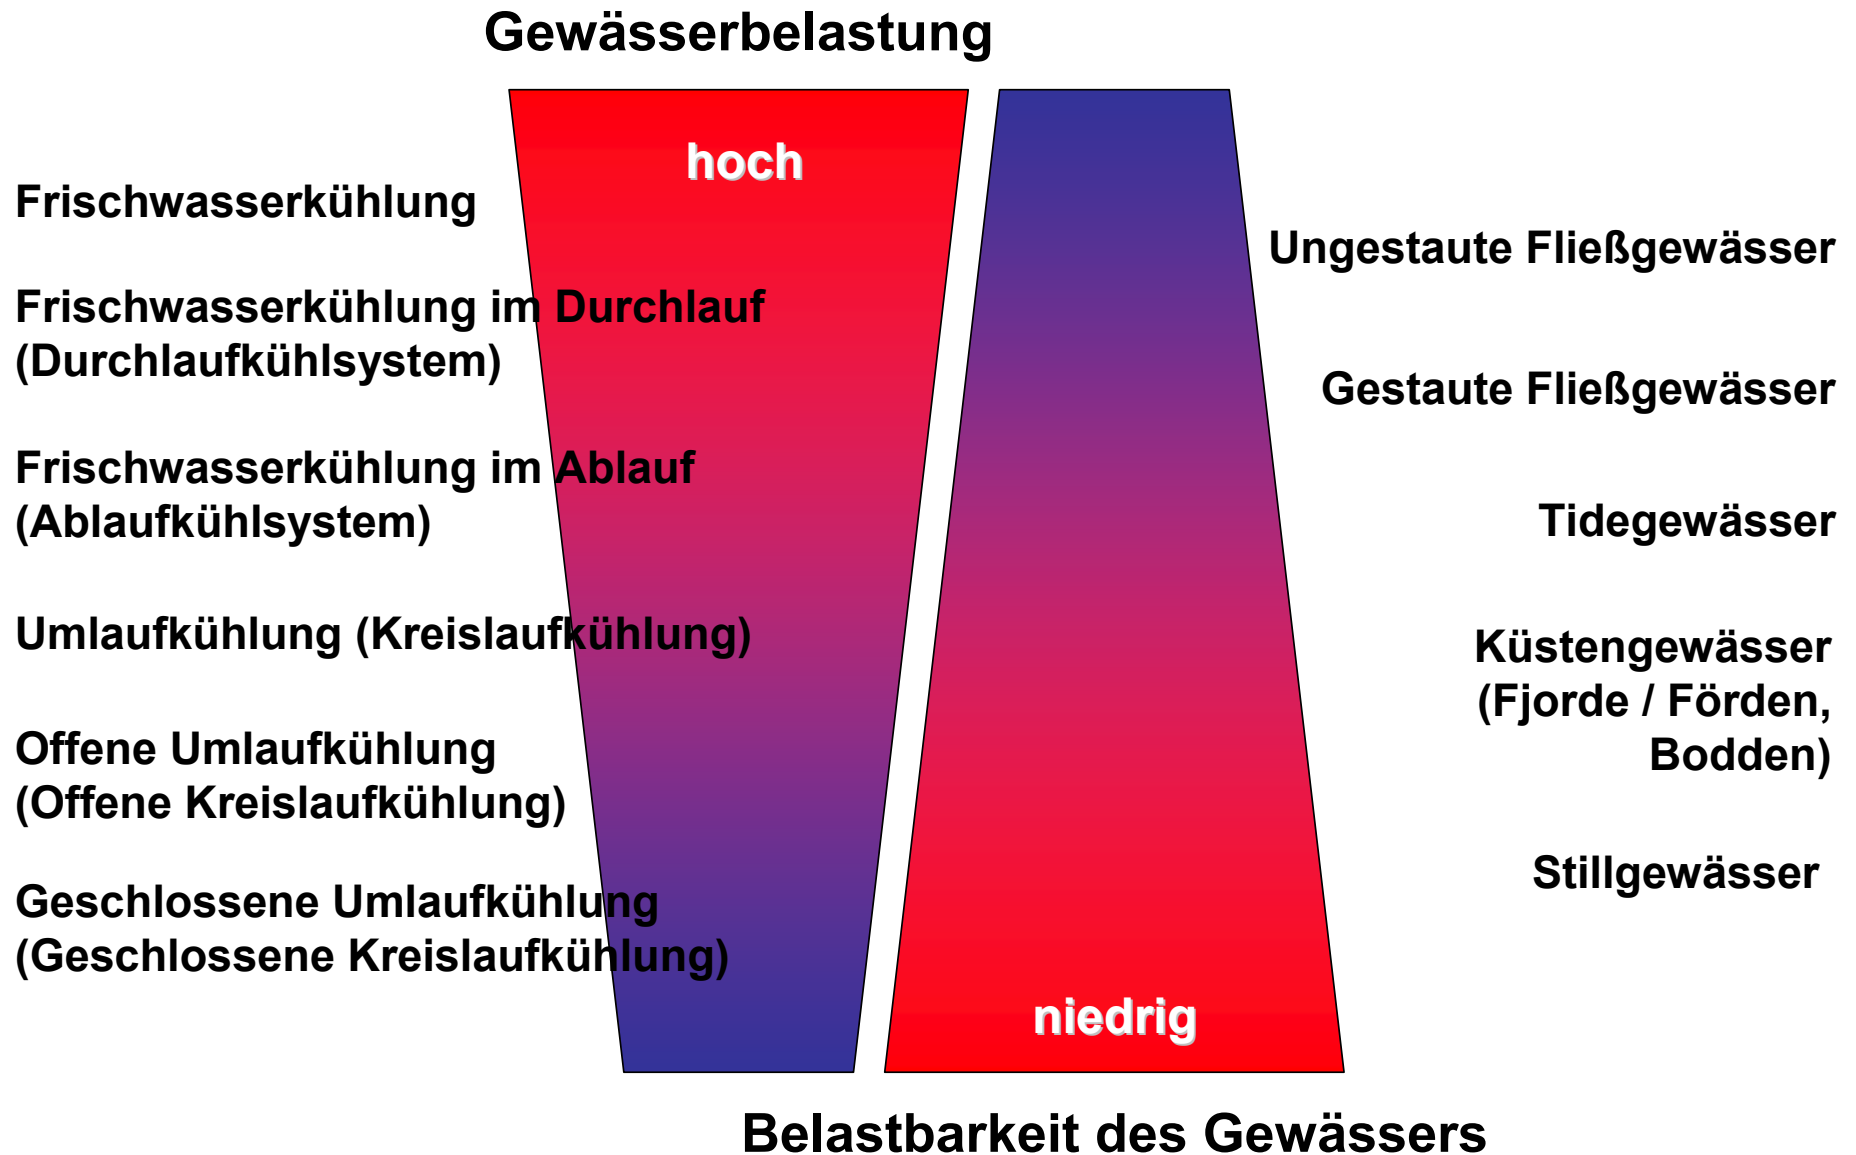 Gewässerbelastung
hoch
Frischwasserkühlung
Frischwasserkühlung im Durchlauf
(Durchlaufkühlsystem)
Frischwasserkühlung im Ablauf
(Ablaufkühlsystem)
Umlaufkühlung (Kreislaufkühlung)
Offene Umlaufkühlung
(Offene Kreislaufkühlung)
Geschlossene Umlaufkühlung
(Geschlossene Kreislaufkühlung)
Ungestaute Fließgewässer
Gestaute Fließgewässer
Tidegewässer
Küstengewässer
(Fjorde / Förden,
Bodden)
Stillgewässer
niedrig
Belastbarkeit des Gewässers